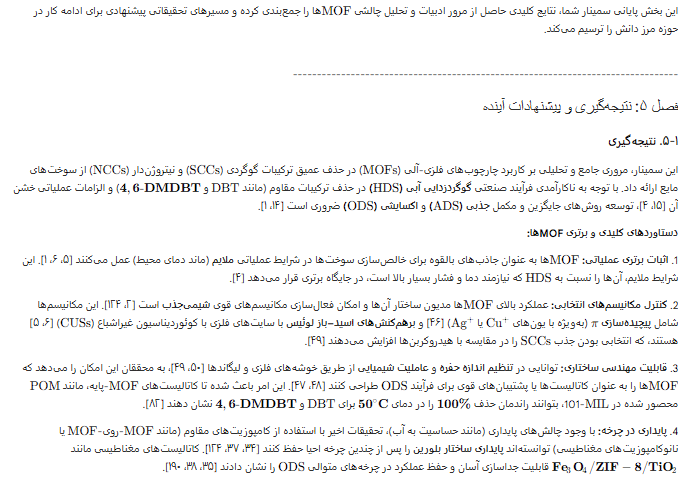 این بخش پایانی سمینار شما، نتایج کلیدی حاصل از مرور ادبیات و تحلیل چالشی MOFها را جمع‌بندی کرده و مسیرهای تحقیقاتی پیشنهادی برای ادامه کار در
حوزه مرز دانش را ترسیم می‌کند.
--------------------------------------------------------------------------------
فصل ۵: نتیجه‌گیری و پیشنهادات آینده
۵-۱. نتیجه‌گیری
این سمینار، مروری جامع و تحلیلی بر کاربرد چارچوب‌های فلزی-آلی (MOFs) در حذف عمیق ترکیبات گوگردی (SCCs) و نیتروژن‌دار (NCCs) از سوخت‌های
مایع ارائه داد. با توجه به ناکارآمدی فرآیند صنعتی گوگردزدایی آبی (HDS) در حذف ترکیبات مقاوم (مانند DBT و 4, 6-DMDBT) و الزامات عملیاتی خشن
آن [۱۵، ۴]، توسعه روش‌های جایگزین و مکمل جذبی (ADS) و اکسایشی (ODS) ضروری است [۱۴، ۱].
دستاوردهای کلیدی و برتری MOFها:
۱. اثبات برتری عملیاتی: MOFها به عنوان جاذب‌های بالقوه برای خالص‌سازی سوخت‌ها در شرایط عملیاتی ملایم (ماند دمای محیط) عمل می‌کنند [۵، ۶، ۱]. این
شرایط ملایم، آن‌ها را نسبت به HDS که نیازمند دما و فشار بسیار بالا است، در جایگاه برتری قرار می‌دهد [۴].
۲. کنترل مکانیسم‌های انتخابی: عملکرد بالای MOFها مدیون ساختار آن‌ها و امکان فعال‌سازی مکانیسم‌های قوی شیمی‌جذب است [۲، ۱۲۴]. این مکانیسم‌ها
شامل پیچیده‌سازی π (به‌ویژه با یون‌های Cu⁺ یا Ag⁺) [۴۶] و برهم‌کنش‌های اسید-باز لوئیس با کوئوردیناسیون غیراشباع سایت‌های فلزی (CUSs) [۶، ۵]
هستند، که انتخابی بودن جذب SCCs را در مقایسه با هیدروکربن‌ها افزایش می‌دهند [۴۹].
۳. قابلیت مهندسی ساختاری: توانایی در تنظیم اندازه حفره و عاملیت شیمیایی از طریق خوشه‌های فلزی و لیگاندها [۵۰، ۴۹]، به محققان این امکان را می‌دهد که
MOFها را به عنوان کاتالیست‌ها یا پشتیبان‌های قوی برای فرآیند ODS طراحی کنند [۴۸، ۴۷]. این امر باعث شده تا کاتالیست‌های MOF-پایه، مانند POM
محصور شده در MIL-101، بتوانند راندمان حذف 100% را در دمای 50°C برای DBT و 4, 6-DMDBT نشان دهند [۸۲].
۴. پایداری در چرخه: با وجود چالش‌های پایداری (مانند حساسیت به آب)، تحقیقات اخیر با استفاده از کامپوزیت‌های مقاوم (مانند MOF-روی-MOF یا
نانوکامپوزیت‌های مغناطیسی) توانسته‌اند پایداری ساختار بلورین را پس از چندین چرخه احیا حفظ کنند [۳۴، ۳۷، ۱۲۴]. کاتالیست‌های مغناطیسی مانند
Fe₃O₄/ZIF − 8/TiO₂ قابلیت جداسازی آسان و حفظ عملکرد در چرخه‌های متوالی ODS را نشان دادند [۳۵، ۳۸، ۱۹۰].